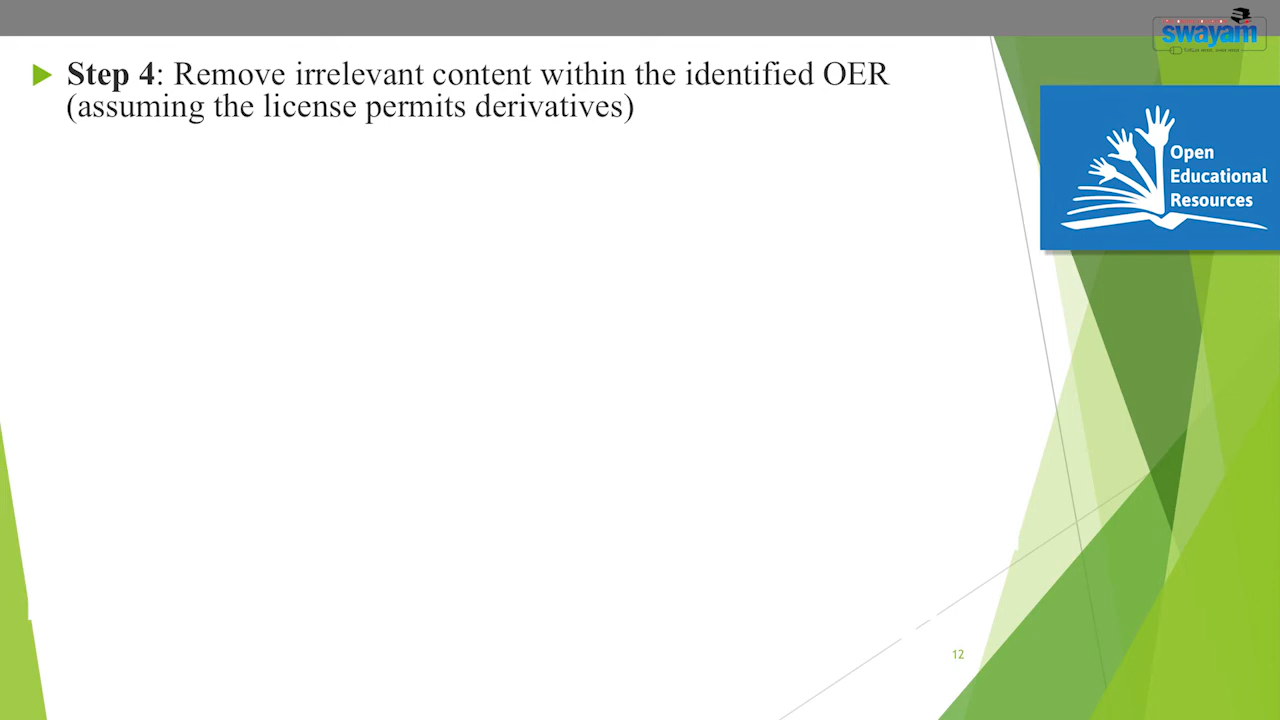 swayam
Step 4: Remove irrelevant content within the identified OER
(assuming the license permits derivatives)
Open
Educational
Resources
12